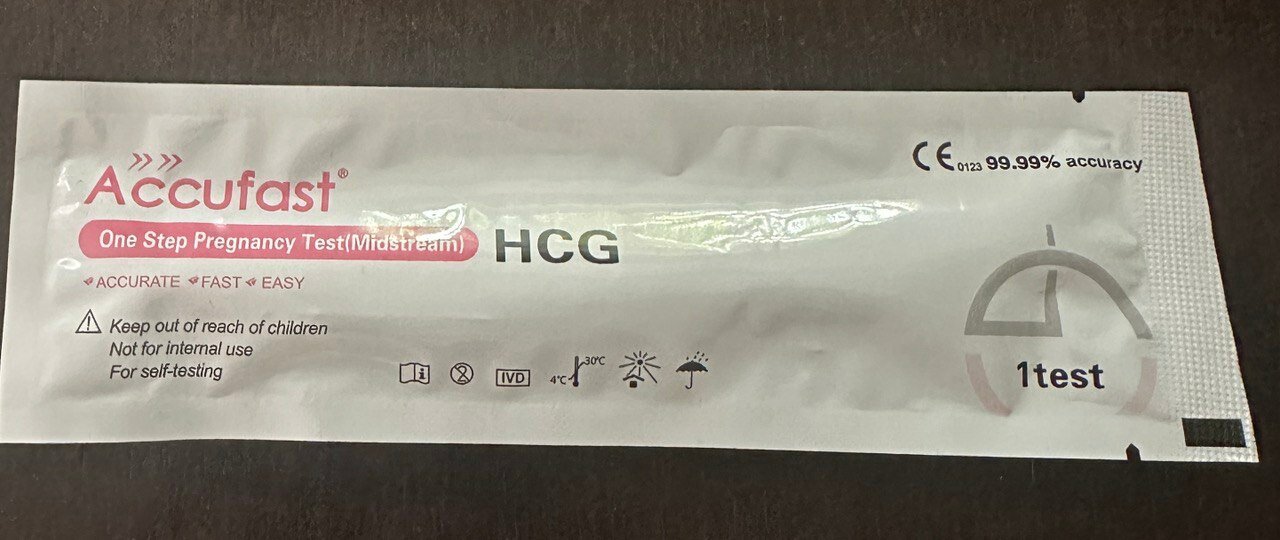 Accufast®
One Step Pregnancy Test(Midstream)
HCG
ACCURATE FAST EASY
Keep out of reach of children
Not for internal use
For self-testing
IVD
4°C 30°C
CE 0123 99.99% accuracy
1test